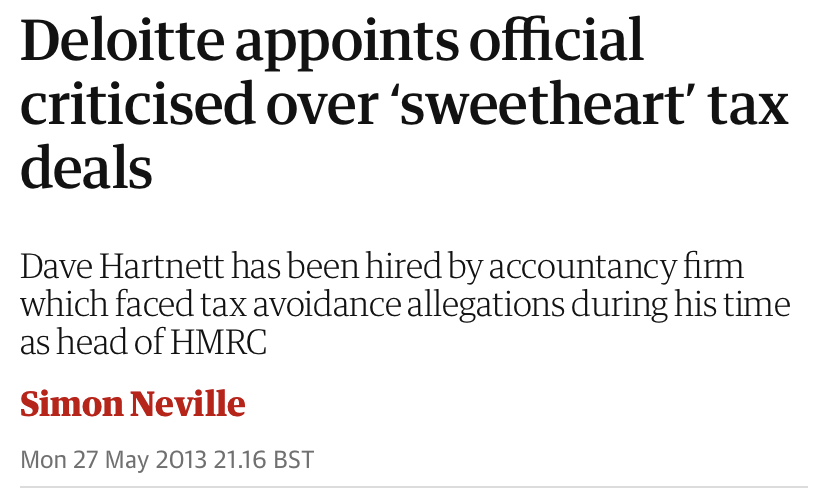 Deloitte appoints official
criticised over ‘sweetheart’ tax
deals
Dave Hartnett has been hired by accountancy firm
which faced tax avoidance allegations during his time
as head of HMRC
Simon Neville
Mon 27 May 2013 21.16 BST